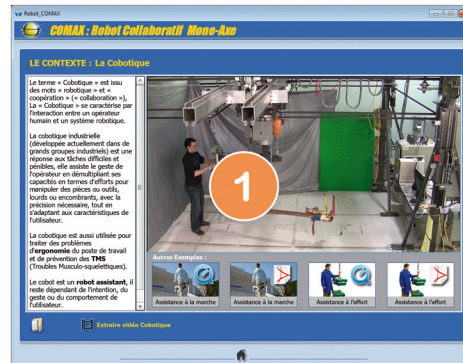 Robot_COMAX
COMAX : Robot Collaboratif Mono-Axe
LE CONTEXTE : La Cobotique
Le terme « Cobotique » est issu
des mots « robotique » et «
coopération » (« collaboration »),
La « Cobotique » se caractérise par
l'interaction entre un opérateur
humain et un système robotique.
La cobotique industrielle
(développée actuellement dans de
grands groupes industriels) est une
réponse aux tâches difficiles et
pénibles, elle assiste le geste de
l'opérateur en démultipliant ses
capacités en termes d'efforts pour
manipuler des pièces ou outils,
lourds ou encombrants, avec la
précision nécessaire, tout en
s'adaptant aux caractéristiques de
l'utilisateur.
La cobotique est aussi utilisée pour
traiter des problèmes
d'ergonomie du poste de travail
et de prévention des TMS
(Troubles Musculo-squelettiques).
Le cobot est un robot assistant, il
reste dépendant de l'intention, du
geste ou du comportement de
l'utilisateur.
1
Autres Exemples :
Assistance à la marche
Assistance à la marche
Assistance à l'effort
Assistance à l'effort
Extraire vidéo Cobotique